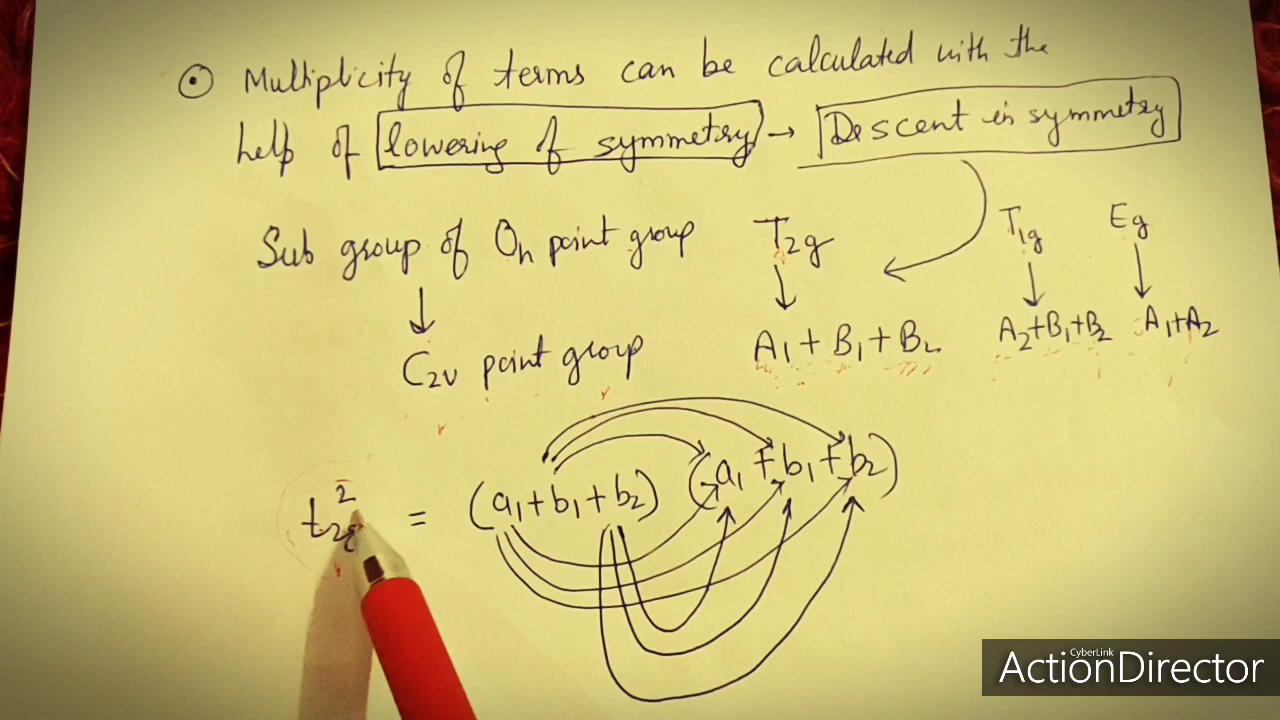 ⊙ Multiplicity of terms can be calculated with the
help of lowering of symmetry → Descent in symmetry
Sub group of Oh point group
↓
C2v point group
T2g
↓
A1 + B1 + B2
T1g
↓
A2+B1+B2
Eg
↓
A1+A2
t2g² = (a1+b1+b2) (a1+b1+b2)
CyberLink
ActionDirector